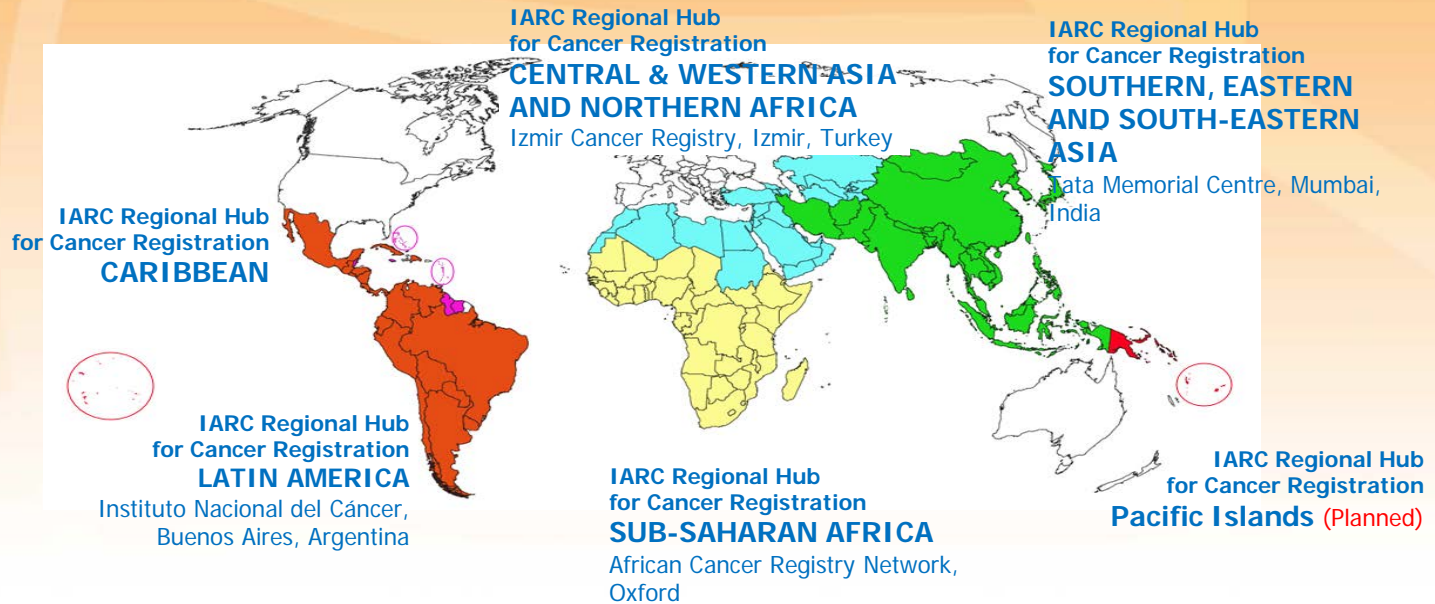 IARC Regional Hub
for Cancer Registration
CENTRAL & WESTERN ASIA
AND NORTHERN AFRICA
Izmir Cancer Registry, Izmir, Turkey
IARC Regional Hub
for Cancer Registration
SOUTHERN, EASTERN
AND SOUTH-EASTERN
ASIA
Tata Memorial Centre, Mumbai,
India
IARC Regional Hub
for Cancer Registration
CARIBBEAN
IARC Regional Hub
for Cancer Registration
LATIN AMERICA
Instituto Nacional del Cáncer,
Buenos Aires, Argentina
IARC Regional Hub
for Cancer Registration
SUB-SAHARAN AFRICA
African Cancer Registry Network,
Oxford
IARC Regional Hub
for Cancer Registration
Pacific Islands (Planned)